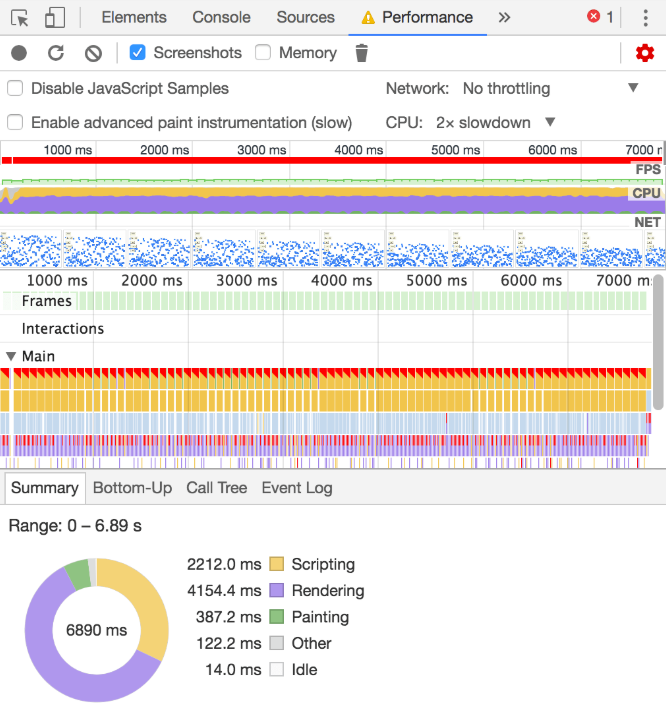 Elements Console Sources Performance » 1
Screenshots Memory
Disable JavaScript Samples Network: No throttling
Enable advanced paint instrumentation (slow) CPU: 2× slowdown
1000 ms 2000 ms 3000 ms 4000 ms 5000 ms 6000 ms 7000 r
FPS
CPU
NET
1000 ms 2000 ms 3000 ms 4000 ms 5000 ms 6000 ms 7000 ms
Frames
Interactions
Main
Summary Bottom-Up Call Tree Event Log
Range: 0 – 6.89 s
2212.0 ms Scripting
4154.4 ms Rendering
6890 ms
387.2 ms Painting
122.2 ms Other
14.0 ms Idle